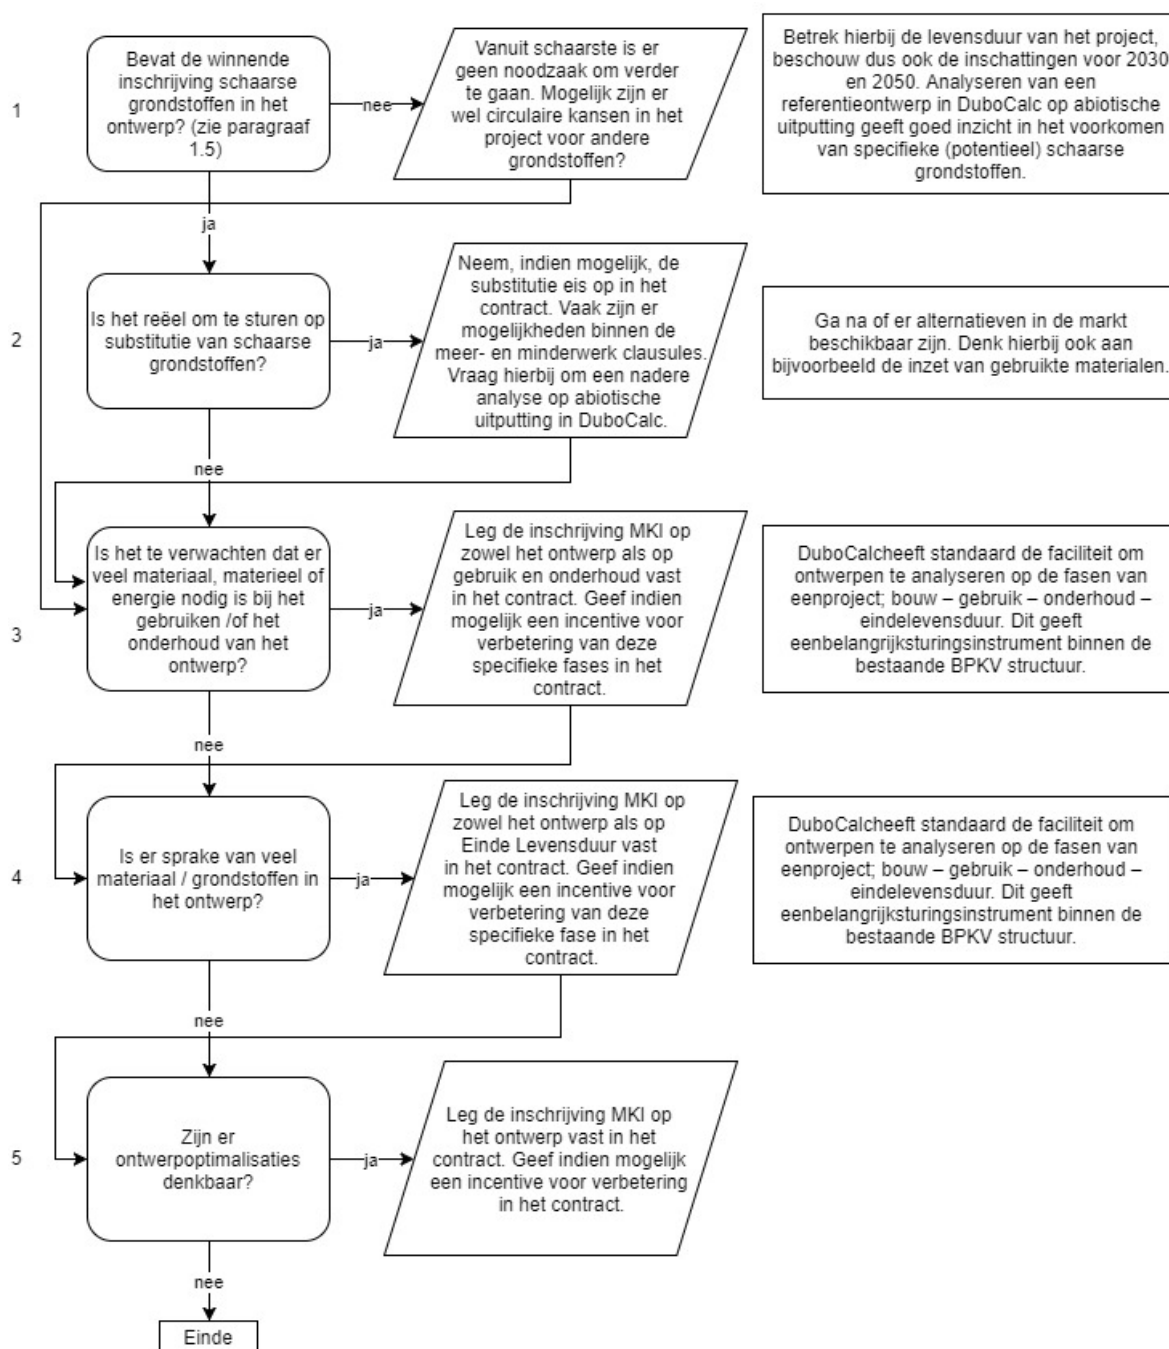 1
Bevat de winnende
inschrijving schaarse
grondstoffen in het
ontwerp? (zie paragraaf
1.5)
nee
Vanuit schaarste is er
geen noodzaak om verder
te gaan. Mogelijk zijn er
wel circulaire kansen in het
project voor andere
grondstoffen?
Betrek hierbij de levensduur van het project,
beschouw dus ook de inschattingen voor 2030
en 2050. Analyseren van een
referentieontwerp in DuboCalc op abiotische
uitputting geeft goed inzicht in het voorkomen
van specifieke (potentieel) schaarse
grondstoffen.
ja
2
Is het reëel om te sturen op
substitutie van schaarse
grondstoffen?
ja
Neem, indien mogelijk, de
substitutie eis op in het
contract. Vaak zijn er
mogelijkheden binnen de
meer- en minderwerk clausules.
Vraag hierbij om een nadere
analyse op abiotische
uitputting in DuboCalc.
Ga na of er alternatieven in de markt
beschikbaar zijn. Denk hierbij ook aan
bijvoorbeeld de inzet van gebruikte materialen.
nee
3
Is het te verwachten dat er
veel materiaal, materieel of
energie nodig is bij het
gebruiken /of het
onderhoud van het
ontwerp?
ja
Leg de inschrijving MKI op
zowel het ontwerp als op
gebruik en onderhoud vast
in het contract. Geef indien
mogelijk een incentive voor
verbetering van deze
specifieke fases in het
contract.
DuboCalcheeft standaard de faciliteit om
ontwerpen te analyseren op de fasen van
eenproject; bouw – gebruik – onderhoud –
eindelevensduur. Dit geeft
eenbelangrijksturingsinstrument binnen de
bestaande BPKV structuur.
nee
4
Is er sprake van veel
materiaal / grondstoffen in
het ontwerp?
ja
Leg de inschrijving MKI op
zowel het ontwerp als op
Einde Levensduur vast
in het contract. Geef indien
mogelijk een incentive voor
verbetering van deze
specifieke fase in het
contract.
DuboCalcheeft standaard de faciliteit om
ontwerpen te analyseren op de fasen van
eenproject; bouw – gebruik – onderhoud –
eindelevensduur. Dit geeft
eenbelangrijksturingsinstrument binnen de
bestaande BPKV structuur.
nee
5
Zijn er
ontwerpoptimalisaties
denkbaar?
ja
Leg de inschrijving MKI op
het ontwerp vast in het
contract. Geef indien mogelijk
een incentive voor verbetering
in het contract.
nee
Einde